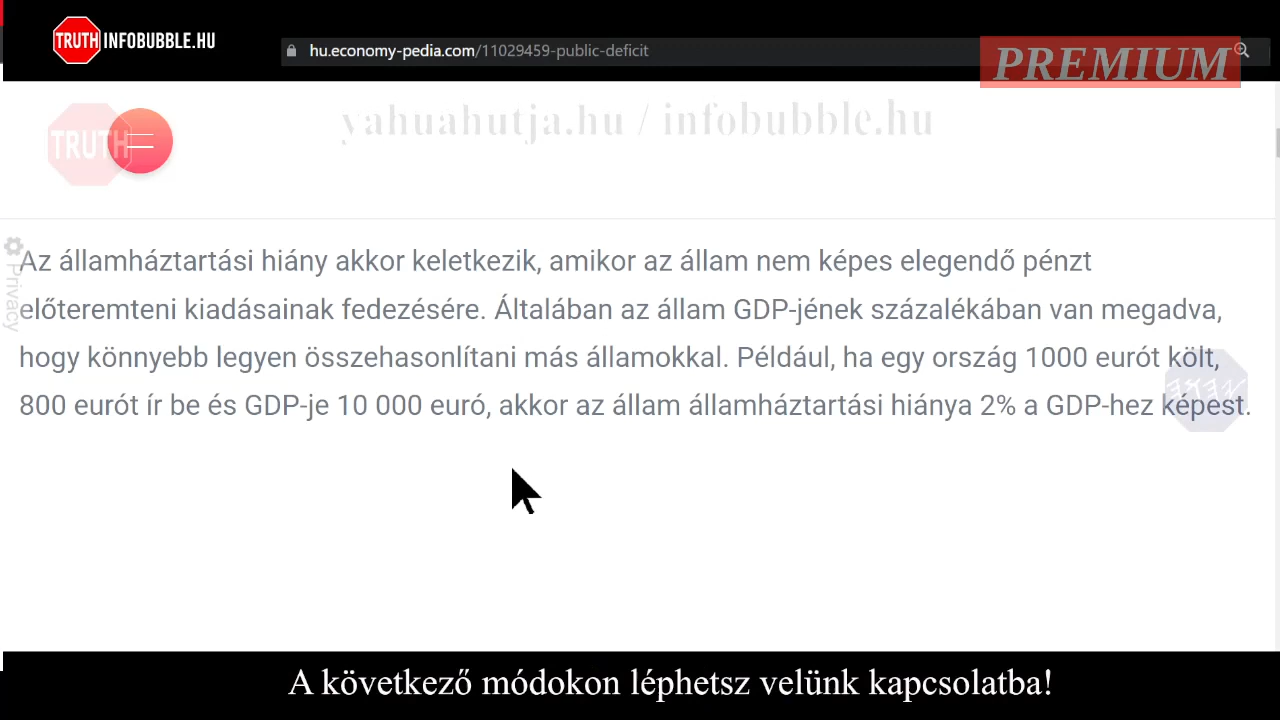 TRUTH INFOBUBBLE.HU
hu.economy-pedia.com/11029459-public-deficit
PREMIUM
yahuahutja.hu / infobubble.hu
TRUTH
Privacy
Az államháztartási hiány akkor keletkezik, amikor az állam nem képes elegendő pénzt
előteremteni kiadásainak fedezésére. Általában az állam GDP-jének százalékában van megadva,
hogy könnyebb legyen összehasonlítani más államokkal. Például, ha egy ország 1000 eurót költ,
800 eurót ír be és GDP-je 10 000 euró, akkor az állam államháztartási hiánya 2% a GDP-hez képest.
A következő módokon léphetsz velünk kapcsolatba!